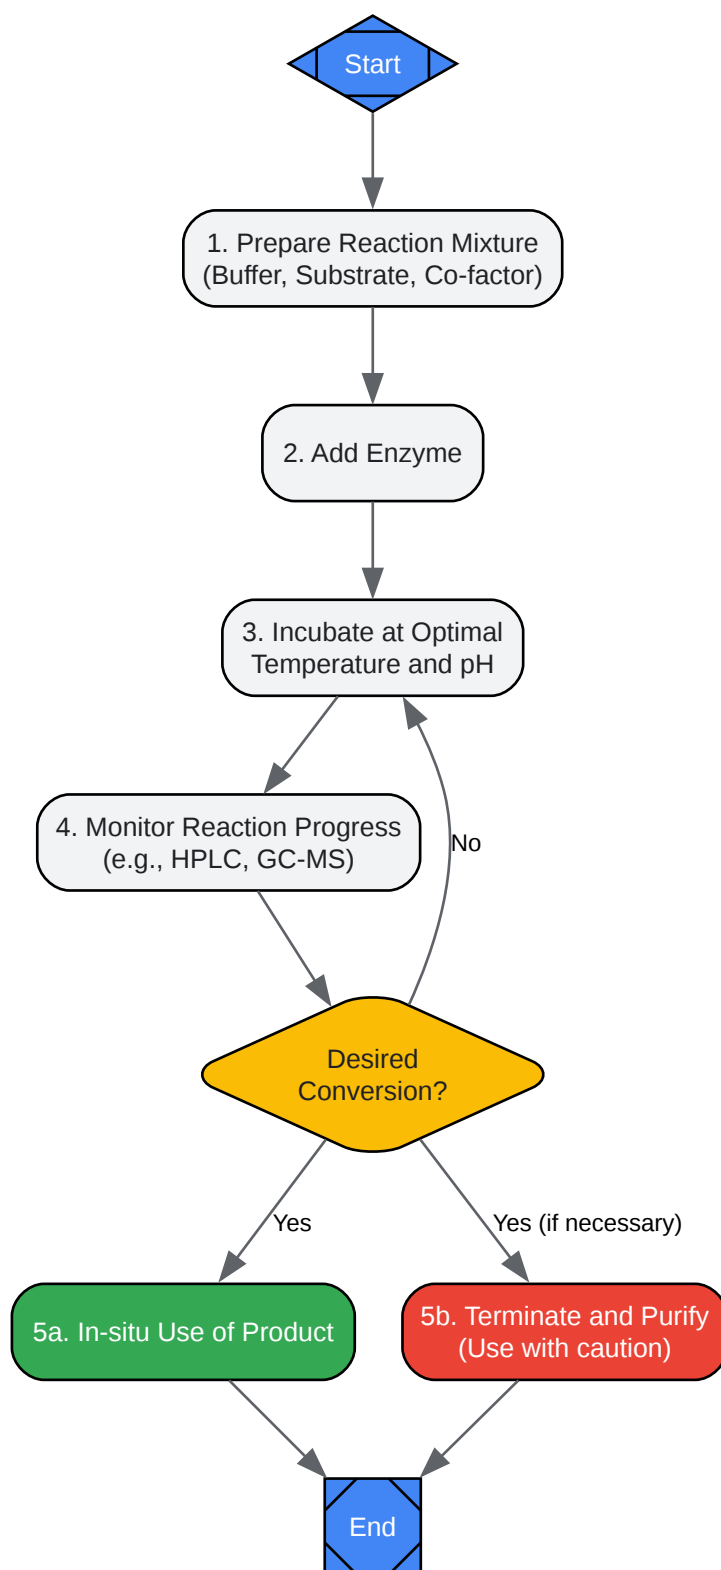 Start
1. Prepare Reaction Mixture
(Buffer, Substrate, Co-factor)
2. Add Enzyme
3. Incubate at Optimal
Temperature and pH
4. Monitor Reaction Progress
(e.g., HPLC, GC-MS)
No
Desired
Conversion?
Yes
Yes (if necessary)
5a. In-situ Use of Product
5b. Terminate and Purify
(Use with caution)
End